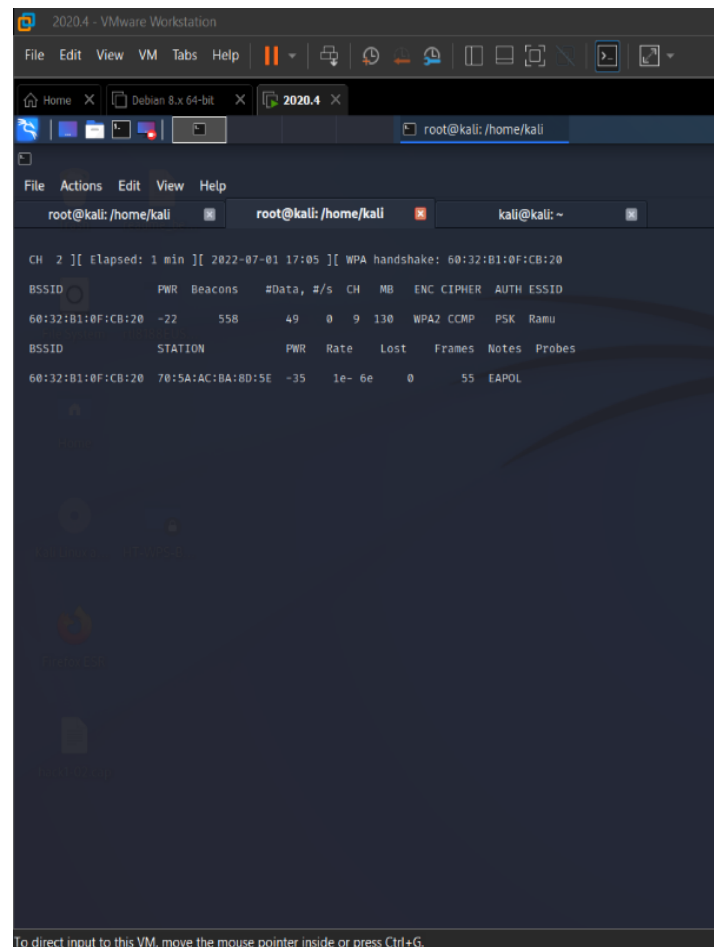 2020.4 - VMware Workstation
File Edit View VM Tabs Help
Home Debian 8.x 64-bit 2020.4
root@kali: /home/kali
File Actions Edit View Help
root@kali: /home/kali root@kali: /home/kali kali@kali: ~
CH 2 ][ Elapsed: 1 min ][ 2022-07-01 17:05 ][ WPA handshake: 60:32:B1:0F:CB:20
BSSID PWR Beacons #Data, #/s CH MB ENC CIPHER AUTH ESSID
60:32:B1:0F:CB:20 -22 558 49 0 9 130 WPA2 CCMP PSK Ramu
BSSID STATION PWR Rate Lost Frames Notes Probes
60:32:B1:0F:CB:20 70:5A:AC:BA:8D:5E -35 1e- 6e 0 55 EAPOL
To direct input to this VM, move the mouse pointer inside or press Ctrl+G.